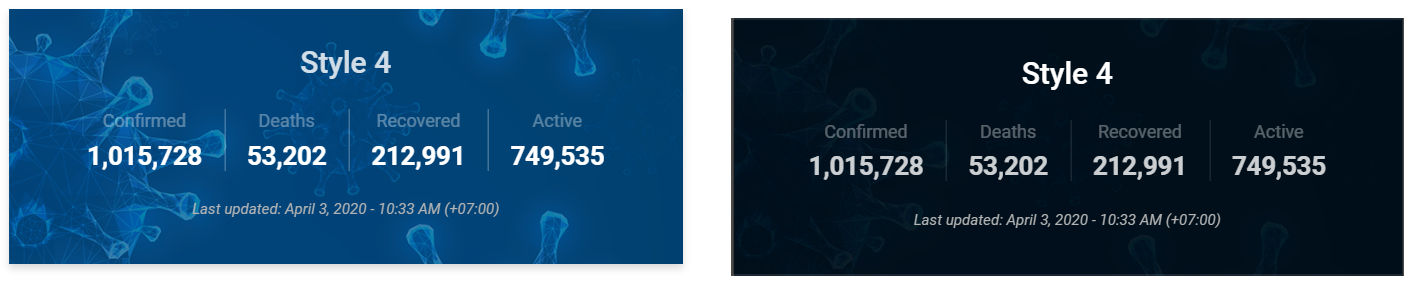 Style 4
Confirmed Deaths Recovered Active
1,015,728 53,202 212,991 749,535
Last updated: April 3, 2020 - 10:33 AM (+07:00)
Style 4
Confirmed Deaths Recovered Active
1,015,728 53,202 212,991 749,535
Last updated: April 3, 2020 - 10:33 AM (+07:00)